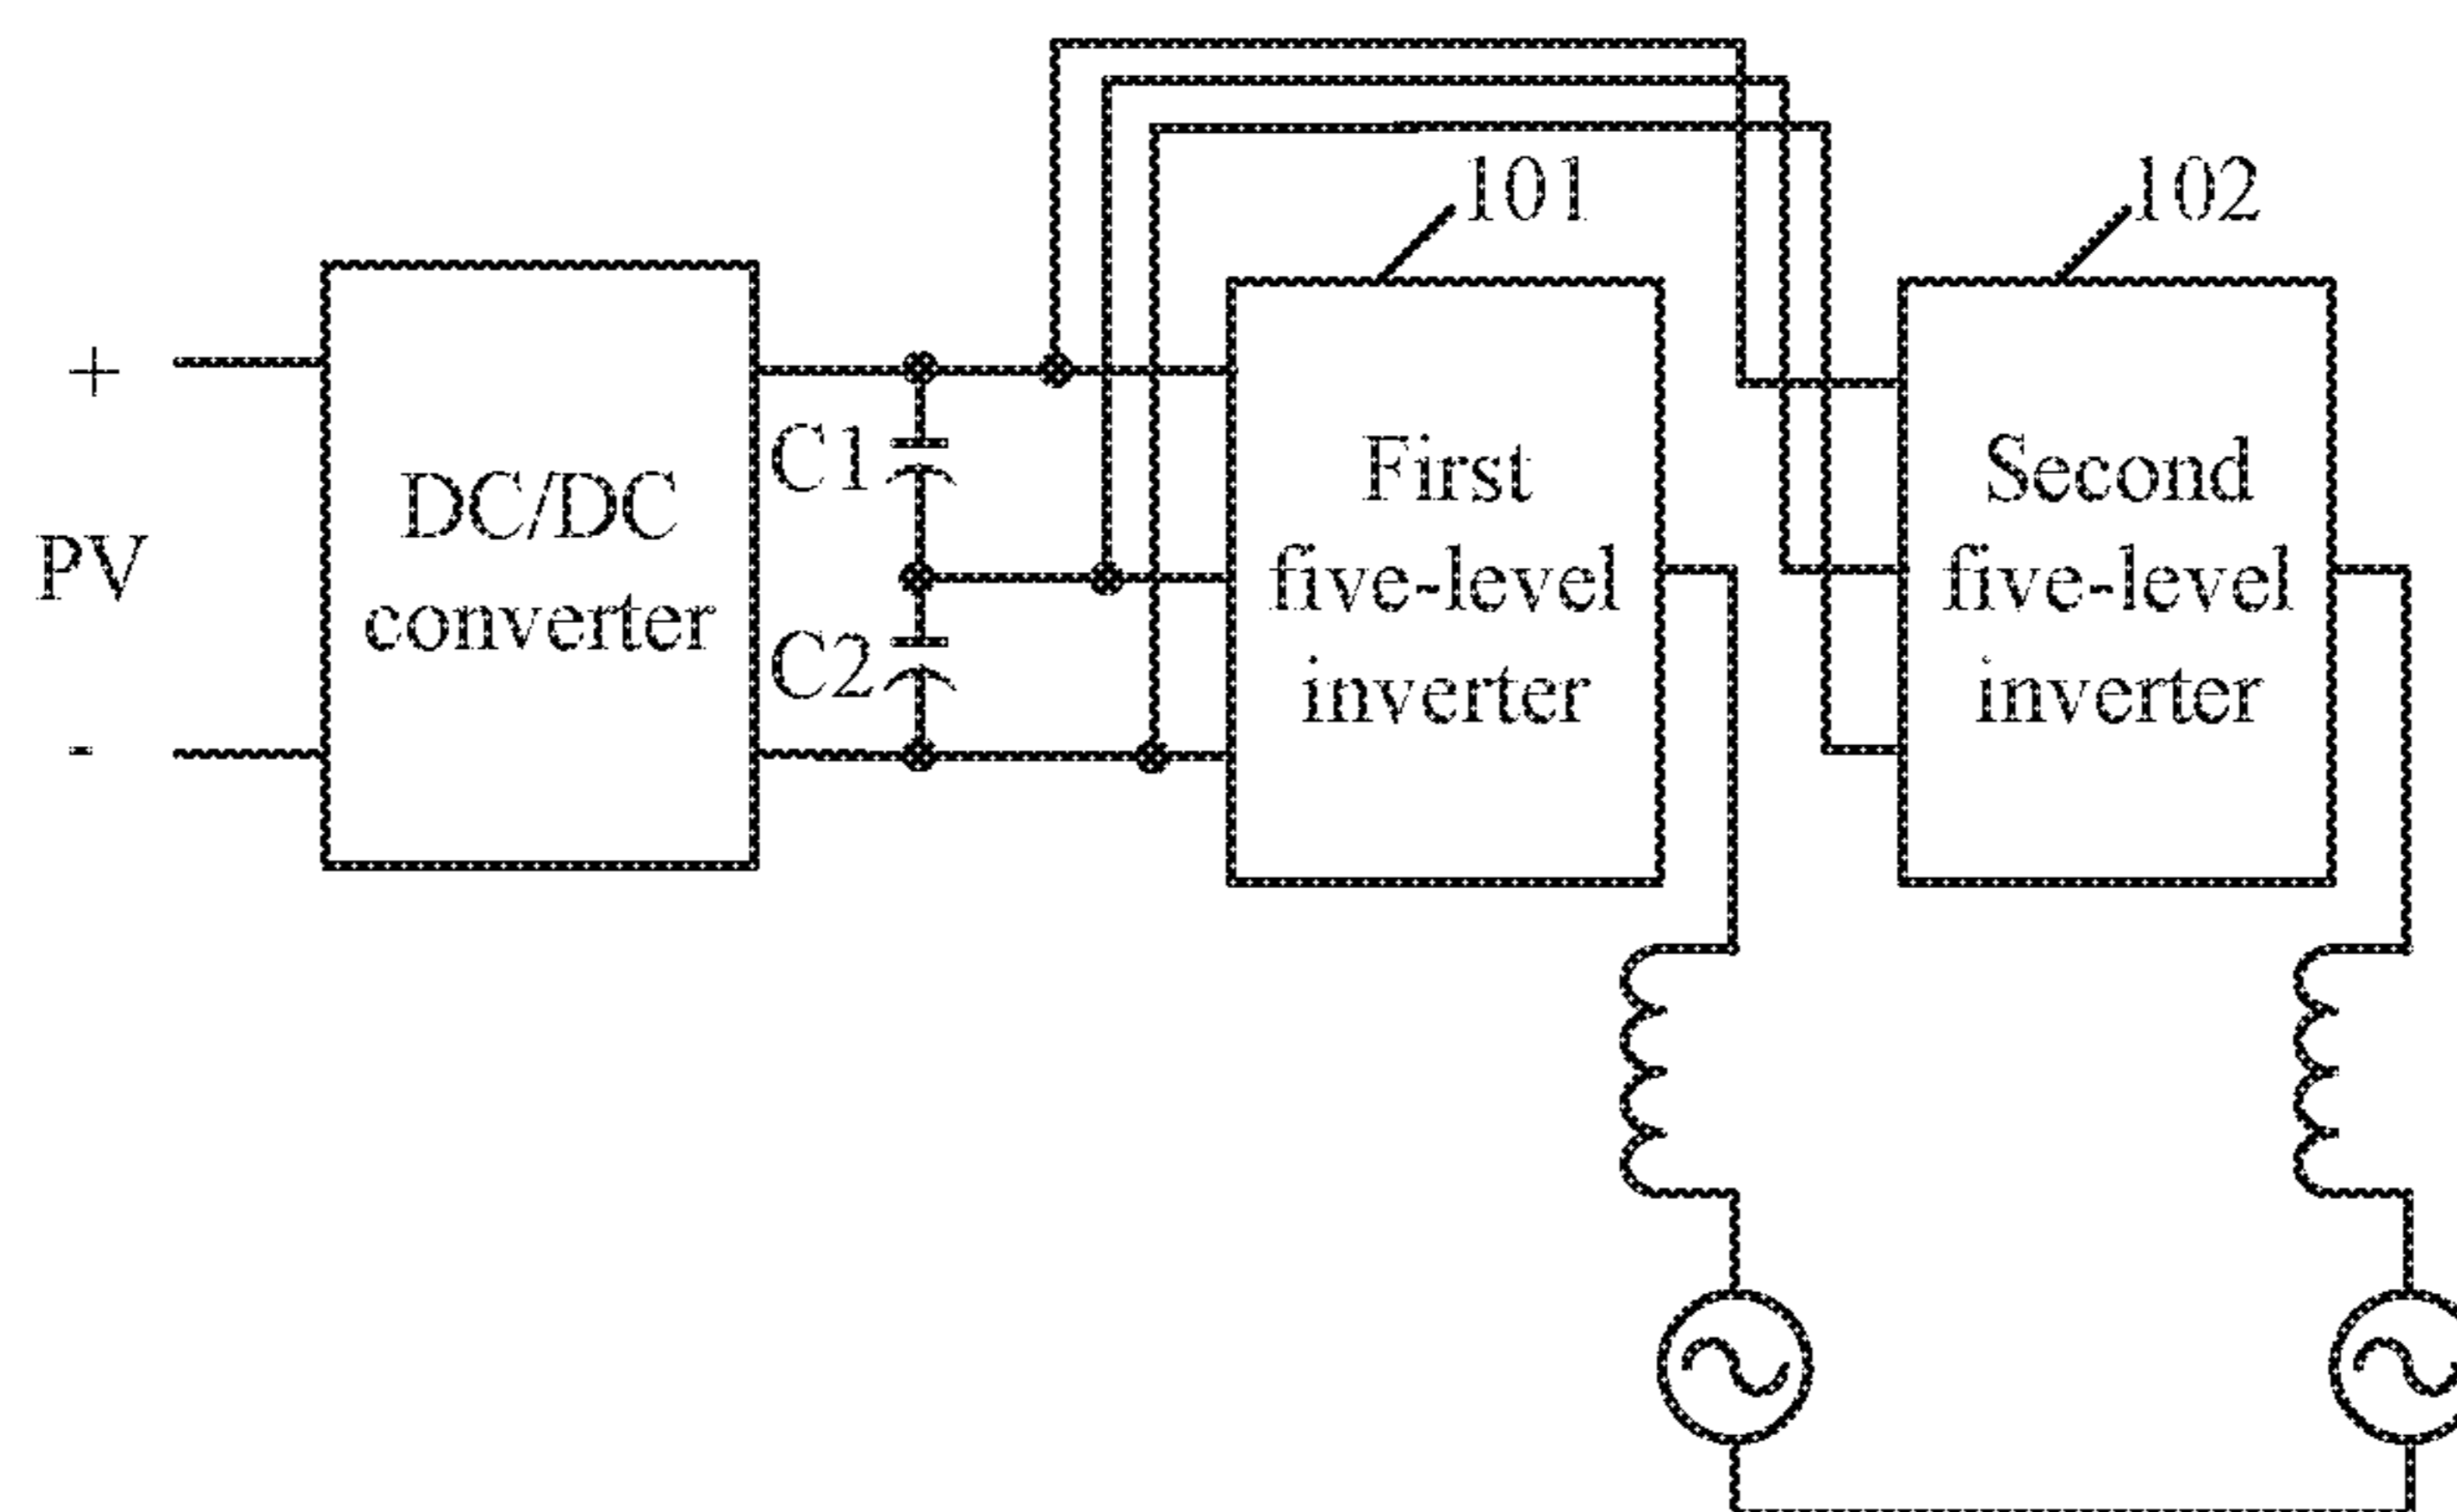 101
102
+
PV
-
DC/DC
converter
C1
C2
First
five-level
inverter
Second
five-level
inverter